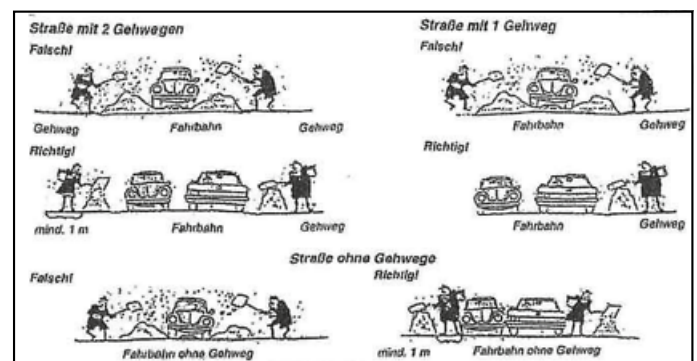 Straße mit 2 Gehwegen
Falsch!
Gehweg Fahrbahn Gehweg
Richtig!
mind. 1 m Fahrbahn Gehweg
Straße mit 1 Gehweg
Falsch!
Fahrbahn Gehweg
Richtig!
Fahrbahn Gehweg
Straße ohne Gehwege
Falsch!
Fahrbahn ohne Gehweg
Richtig!
mind. 1 m Fahrbahn ohne Gehweg